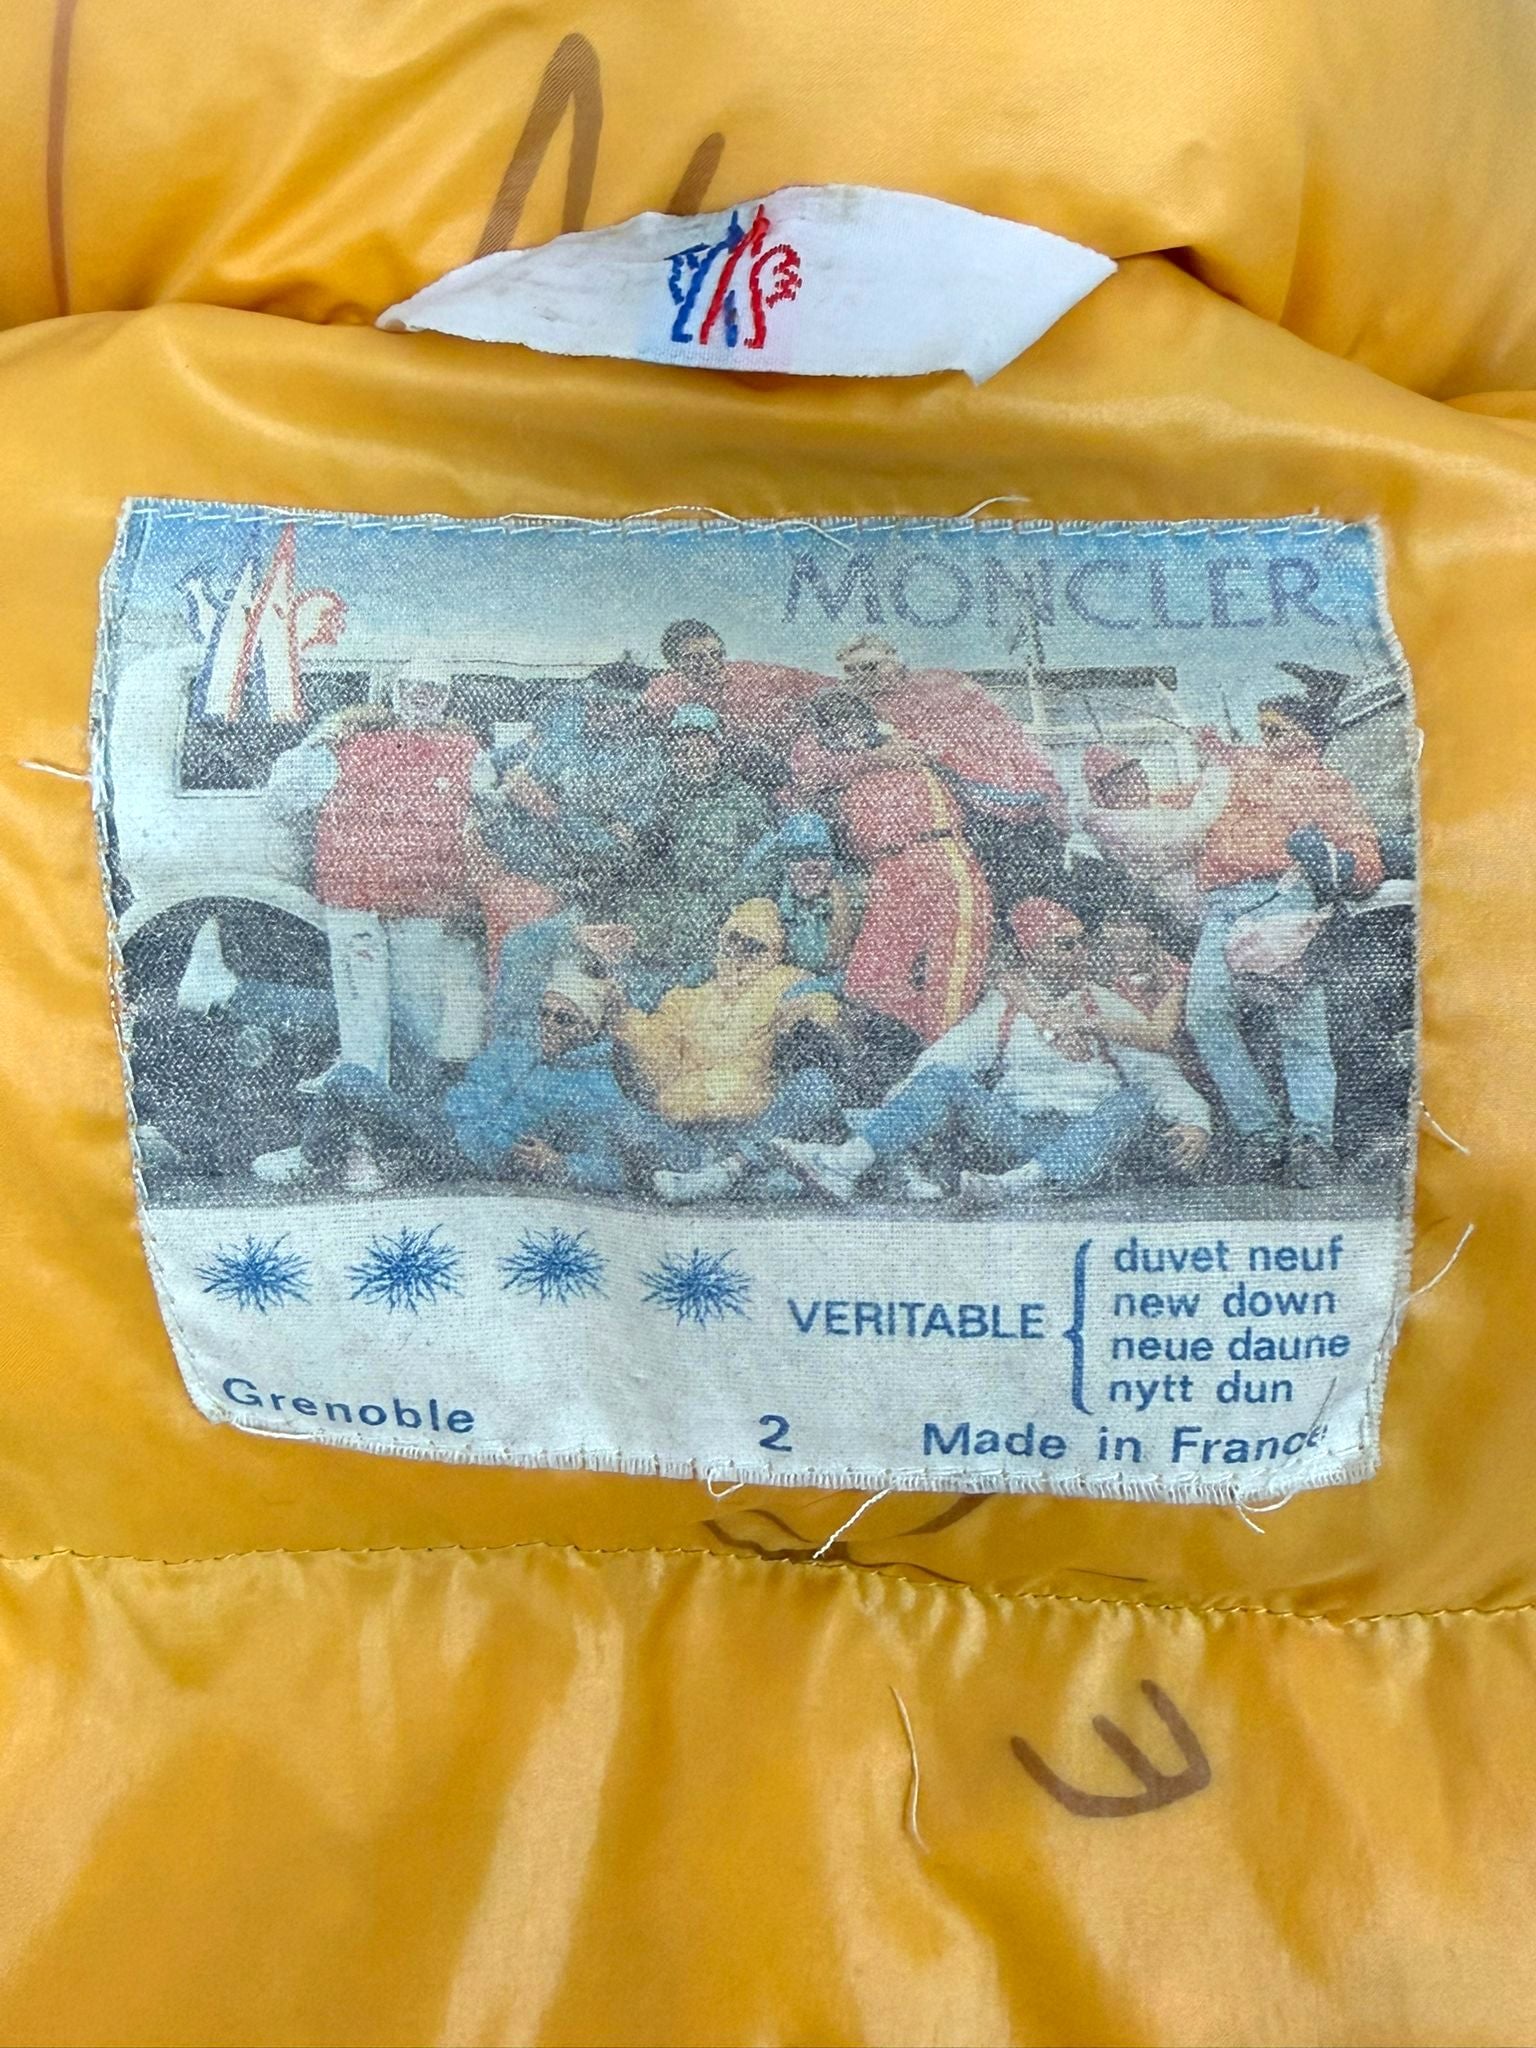 MONCLER
VERITABLE
duvet neuf
new down
neue daune
nytt dun
Grenoble
2
Made in France